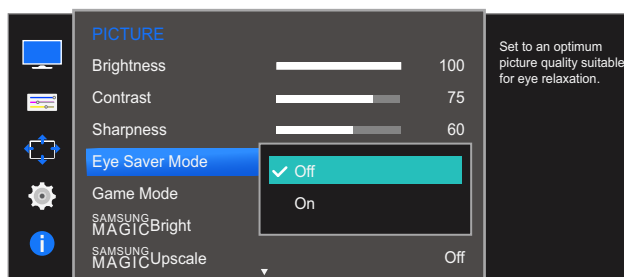 PICTURE
Brightness 100
Contrast 75
Sharpness 60
Eye Saver Mode Off
Game Mode On
SAMSUNG MAGIC Bright
SAMSUNG MAGIC Upscale Off
Set to an optimum
picture quality suitable
for eye relaxation.
i